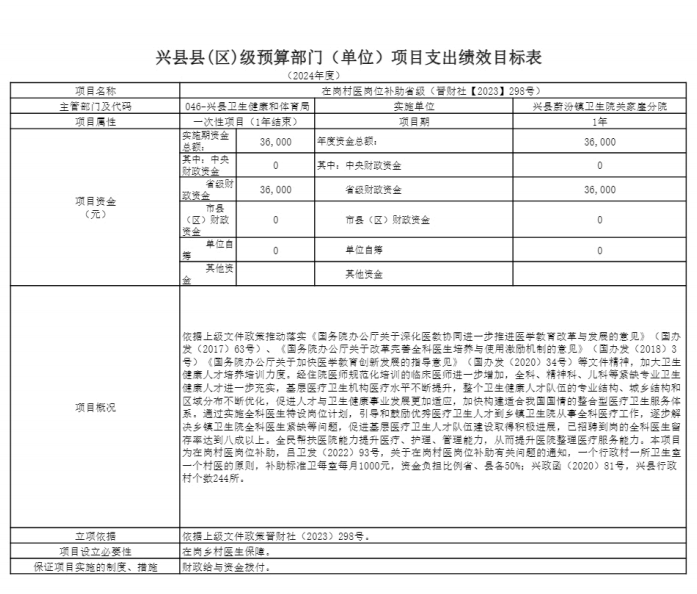 兴县县(区)级预算部门（单位）项目支出绩效目标表
（2024年度）
项目名称 在岗村医岗位补助省级（晋财社【2023】298号）
主管部门及代码 046-兴县卫生健康和体育局 实施单位 兴县蔚汾镇卫生院关家崖分院
项目属性 一次性项目（1年结束） 项目期 1年
项目资金
（元）
实施期资金
总额：
36,000 年度资金总额： 36,000
其中：中央
财政资金
0 其中：中央财政资金 0
省级财
政资金
36,000 省级财政资金 36,000
市县
（区）财政
资金
0 市县（区）财政资金 0
单位自
筹
0 单位自筹 0
其他资
金
其他资金
项目概况
依据上级文件政策推动落实《国务院办公厅关于深化医教协同进一步推进医学教育改革与发展的意见》（国办
发（2017）63号）、《国务院办公厅关于改革完善全科医生培养与使用激励机制的意见》（国办发（2018）3
号）《国务院办公厅关于加快医学教育创新发展的指导意见》（国办发（2020）34号）等文件精神，加大卫生
健康人才培养培训力度，经住院医师规范化培训的临床医师进一步增加，全科、精神科、儿科等紧缺专业卫生
健康人才进一步充实，基层医疗卫生机构医疗水平不断提升，整个卫生健康人才队伍的专业结构、城乡结构和
区域分布不断优化，促进人才与卫生健康事业发展更加适应，加快构建适合我国国情的整合型医疗卫生服务体
系，通过实施全科医生特设岗位计划，引导和鼓励优秀医疗卫生人才到乡镇卫生院从事全科医疗工作，逐步解
决乡镇卫生院全科医生紧缺等问题，促进基层卫生人才队伍建设取得积极进展，已招聘到岗的全科医生留
存率达到八成以上。全民帮扶医院能力提升医疗、护理、管理能力，从而提升医院整理医疗服务能力。本项目
为在岗村医岗位补助，吕卫发（2022）93号，关于在岗村医岗位补助有关问题的通知，一个行政村一所卫生室
一个村医的原则，补助标准卫每室每月1000元，资金负担比例省、县各50%；兴政函（2020）81号，兴县行政
村个数244所。
立项依据 依据上级文件政策晋财社（2023）298号。
项目设立必要性 在岗乡村医生保障。
保证项目实施的制度、措施 财政给与资金拨付。